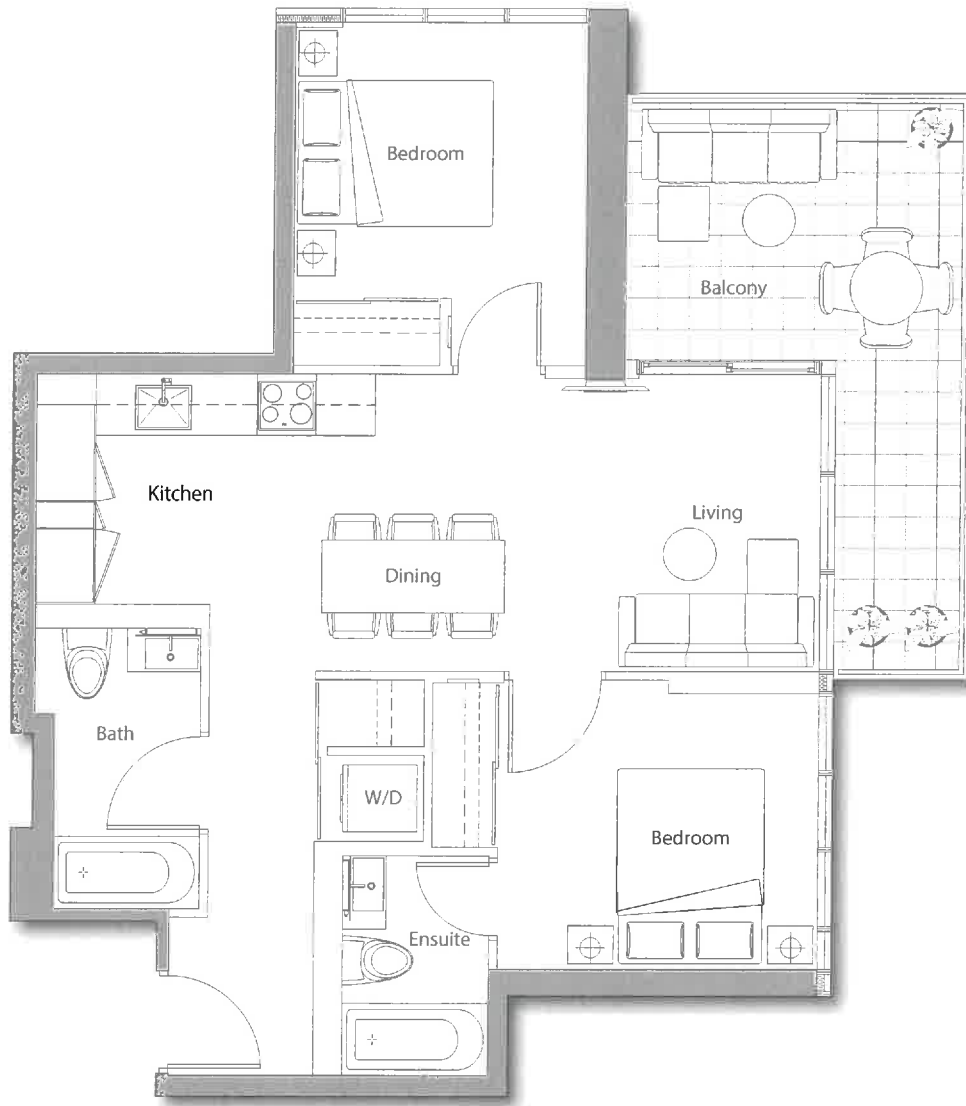 Bedroom
Balcony
Kitchen
Living
Dining
Bath
W/D
Bedroom
Ensuite